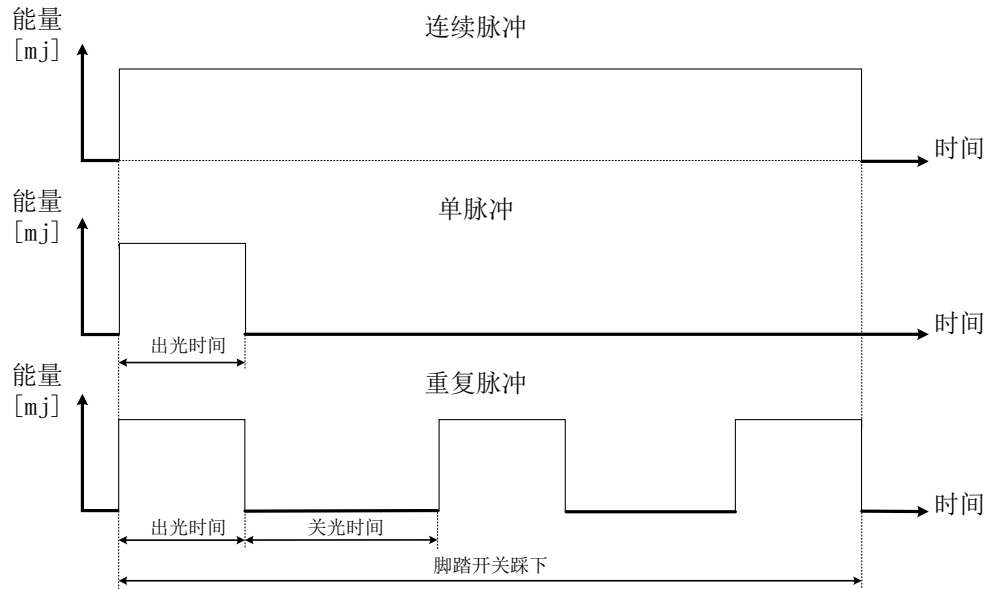 能量
[mj]
连续脉冲
时间
能量
[mj]
单脉冲
时间
出光时间
能量
[mj]
重复脉冲
时间
出光时间
关光时间
脚踏开关踩下